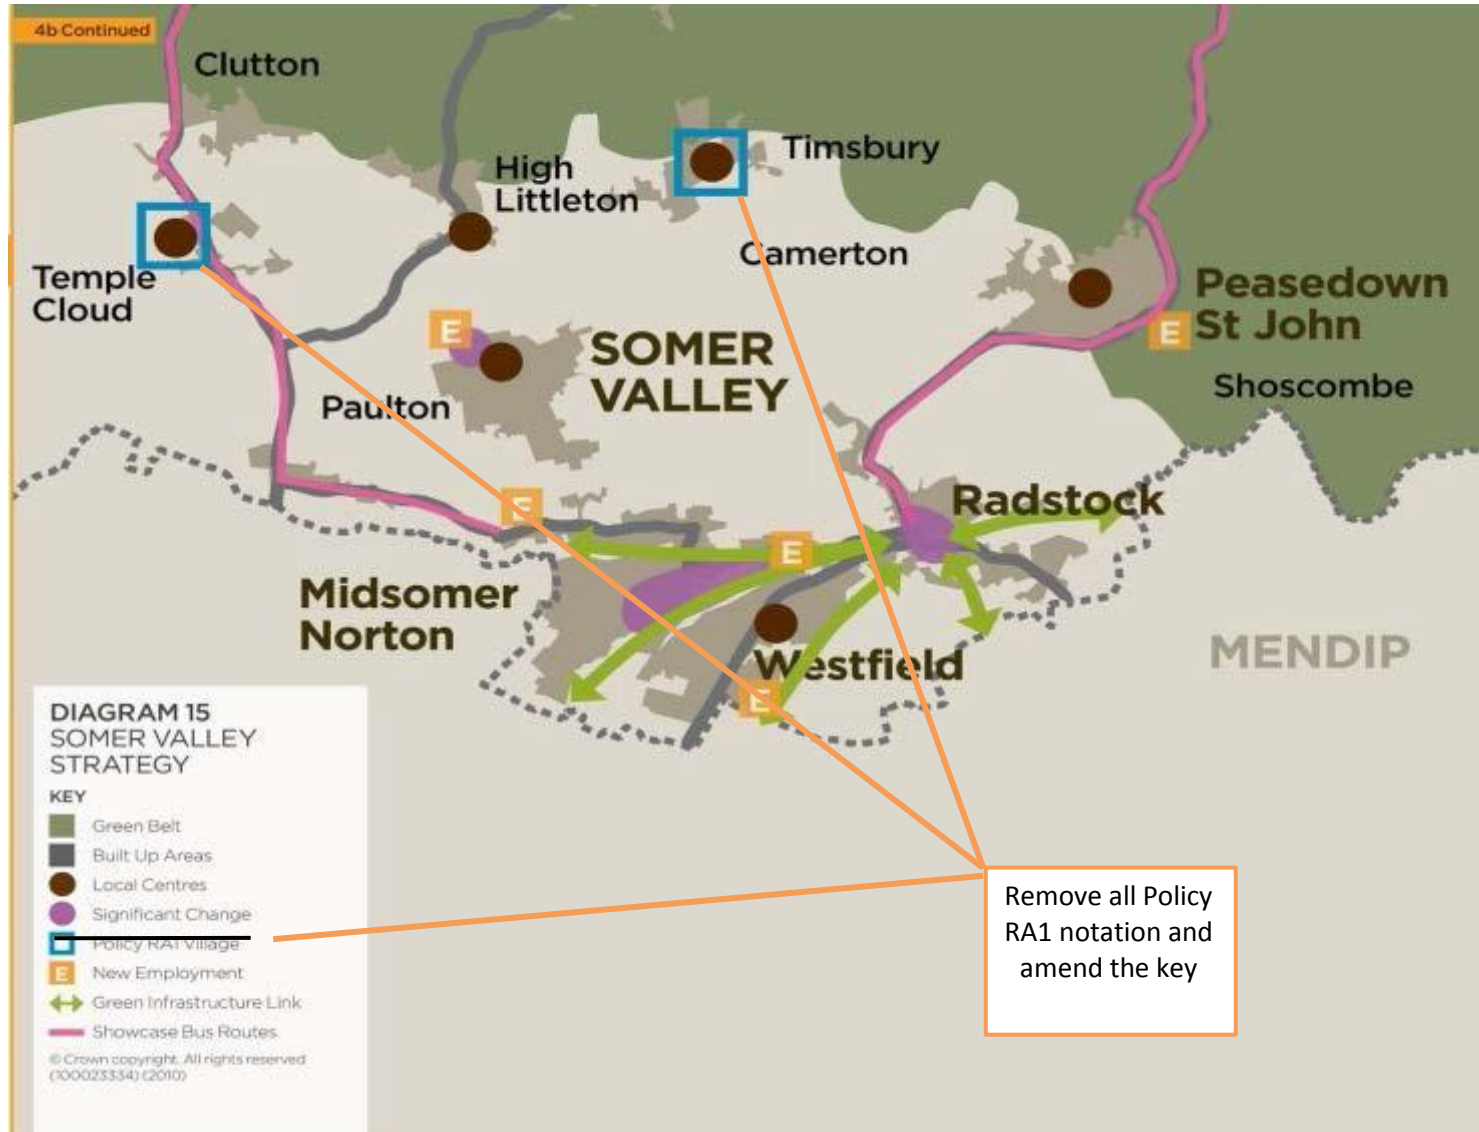 4b Continued
Clutton
High
Littleton
Timsbury
Camerton
Temple
Cloud
Peasedown
St John
E
E
SOMER
VALLEY
Shoscombe
Paulton
Radstock
E
E
Midsomer
Norton
Westfield
E
MENDIP
DIAGRAM 15
SOMER VALLEY
STRATEGY
KEY
Green Belt
Built Up Areas
Local Centres
Significant Change
Policy RA1 Village
E New Employment
Green Infrastructure Link
Showcase Bus Routes
© Crown copyright. All rights reserved
(100023334) (2010)
Remove all Policy
RA1 notation and
amend the key